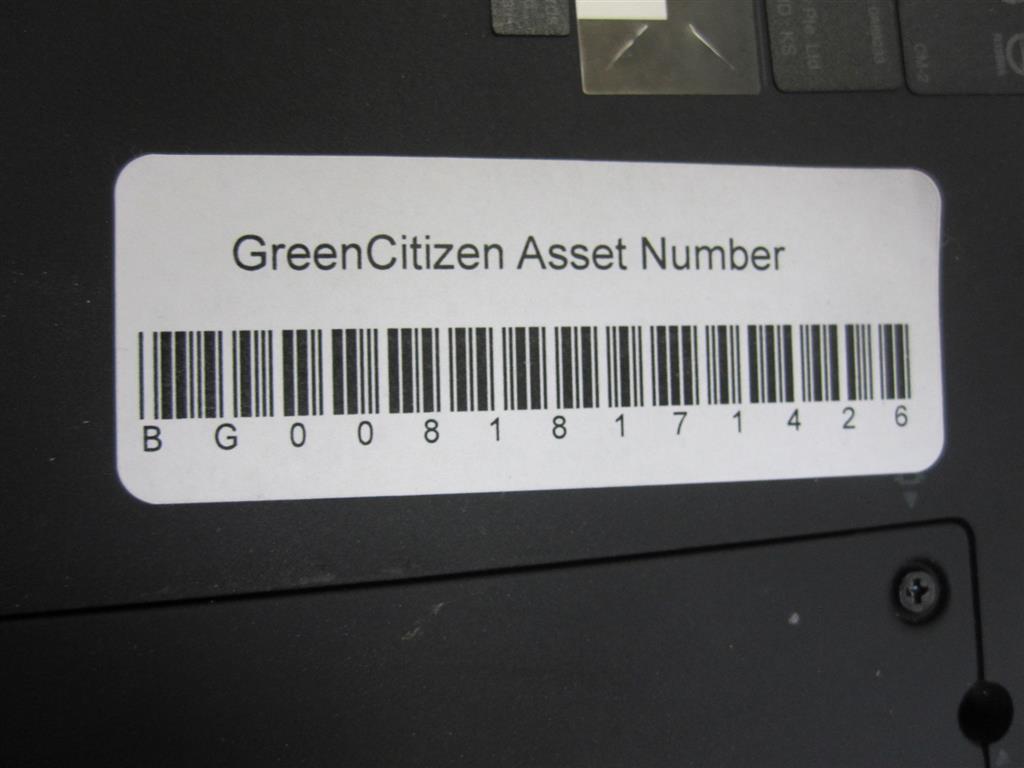 GreenCitizen Asset Number
B G 0 0 8 1 8 1 7 1 4 2 6